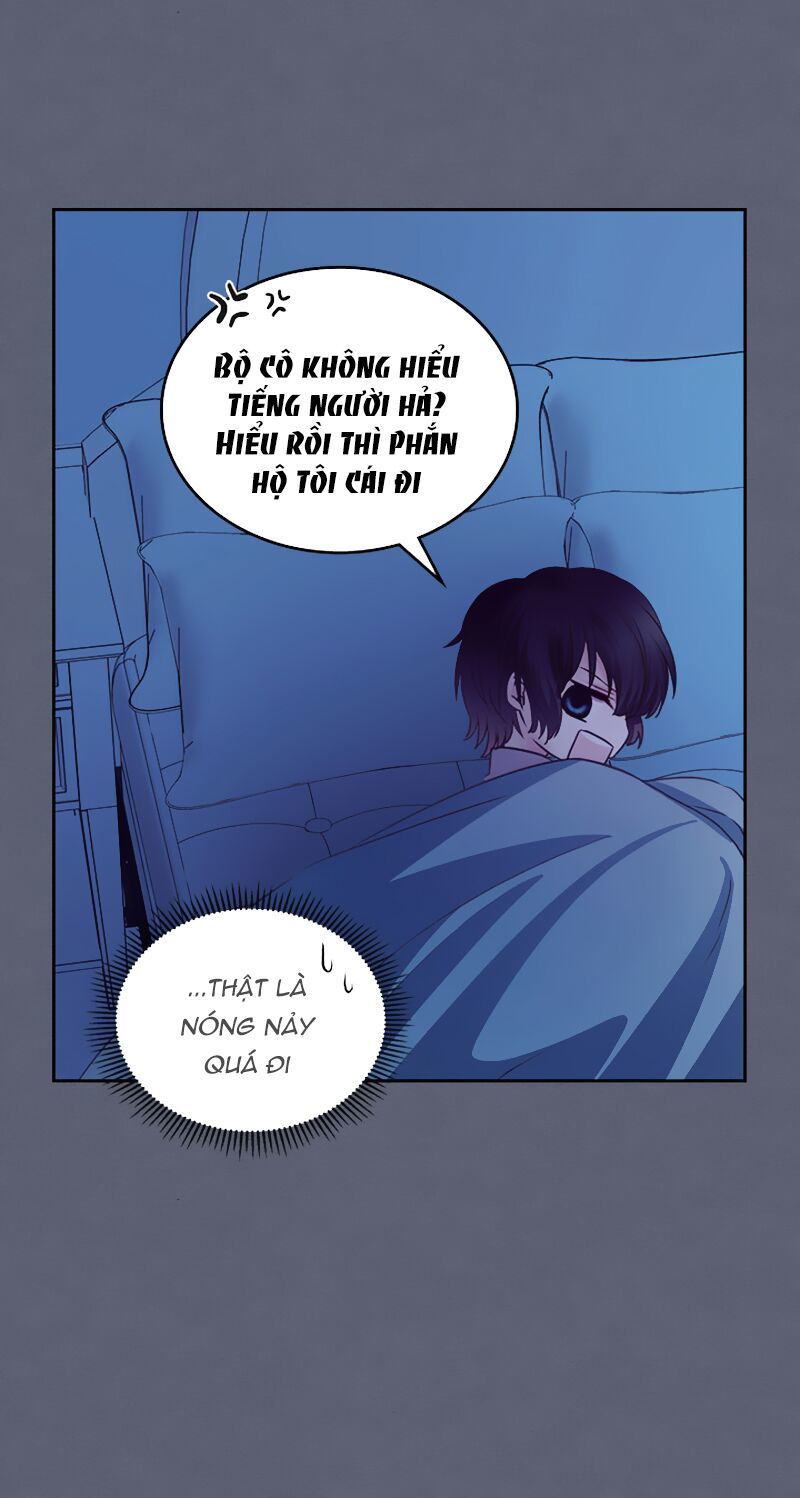 BỘ CÔ KHÔNG HIỂU
TIẾNG NGƯỜI HẢ?
HIỂU RỒI THÌ PHẮN
HỘ TÔI CÁI ĐI
...THẬT LÀ
NÓNG NẢY
QUÁ ĐI